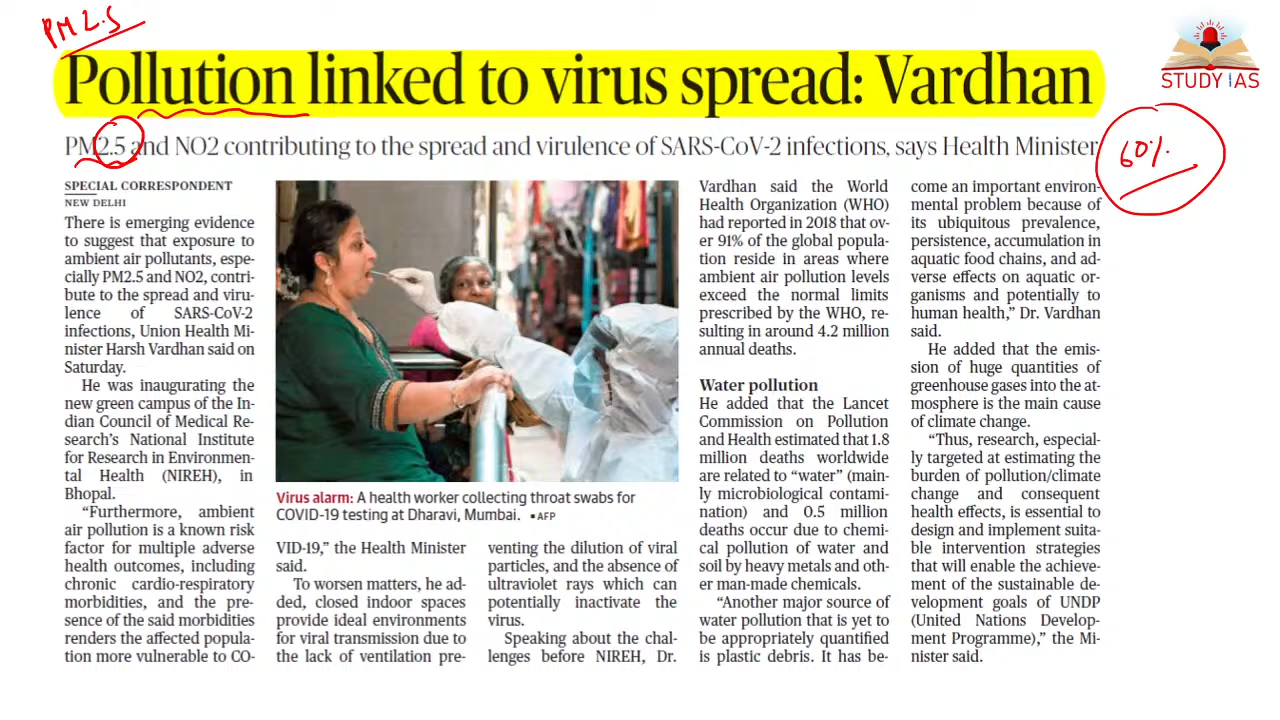 PM 2.5
Pollution linked to virus spread: Vardhan
STUDY IAS
PM2.5 and NO2 contributing to the spread and virulence of SARS-CoV-2 infections, says Health Minister
60%
SPECIAL CORRESPONDENT
NEW DELHI
There is emerging evidence
to suggest that exposure to
ambient air pollutants, espe-
cially PM2.5 and NO2, contri-
bute to the spread and viru-
lence of SARS-CoV-2
infections, Union Health Mi-
nister Harsh Vardhan said on
Saturday.
He was inaugurating the
new green campus of the In-
dian Council of Medical Re-
search's National Institute
for Research in Environmen-
tal Health (NIREH), in
Bhopal.
“Furthermore, ambient
air pollution is a known risk
factor for multiple adverse
health outcomes, including
chronic cardio-respiratory
morbidities, and the pre-
sence of the said morbidities
renders the affected popula-
tion more vulnerable to CO-
Virus alarm: A health worker collecting throat swabs for
COVID-19 testing at Dharavi, Mumbai. ▪AFP
VID-19,” the Health Minister
said.
To worsen matters, he ad-
ded, closed indoor spaces
provide ideal environments
for viral transmission due to
the lack of ventilation pre-
venting the dilution of viral
particles, and the absence of
ultraviolet rays which can
potentially inactivate the
virus.
Speaking about the chal-
lenges before NIREH, Dr.
Vardhan said the World
Health Organization (WHO)
had reported in 2018 that ov-
er 91% of the global popula-
tion reside in areas where
ambient air pollution levels
exceed the normal limits
prescribed by the WHO, re-
sulting in around 4.2 million
annual deaths.
Water pollution
He added that the Lancet
Commission on Pollution
and Health estimated that 1.8
million deaths worldwide
are related to “water” (main-
ly microbiological contami-
nation) and 0.5 million
deaths occur due to chemi-
cal pollution of water and
soil by heavy metals and oth-
er man-made chemicals.
“Another major source of
water pollution that is yet to
be appropriately quantified
is plastic debris. It has be-
come an important environ-
mental problem because of
its ubiquitous prevalence,
persistence, accumulation in
aquatic food chains, and ad-
verse effects on aquatic or-
ganisms and potentially to
human health,” Dr. Vardhan
said.
He added that the emis-
sion of huge quantities of
greenhouse gases into the at-
mosphere is the main cause
of climate change.
“Thus, research, especial-
ly targeted at estimating the
burden of pollution/climate
change and consequent
health effects, is essential to
design and implement suita-
ble intervention strategies
that will enable the achieve-
ment of the sustainable de-
velopment goals of UNDP
(United Nations Develop-
ment Programme),” the Mi-
nister said.